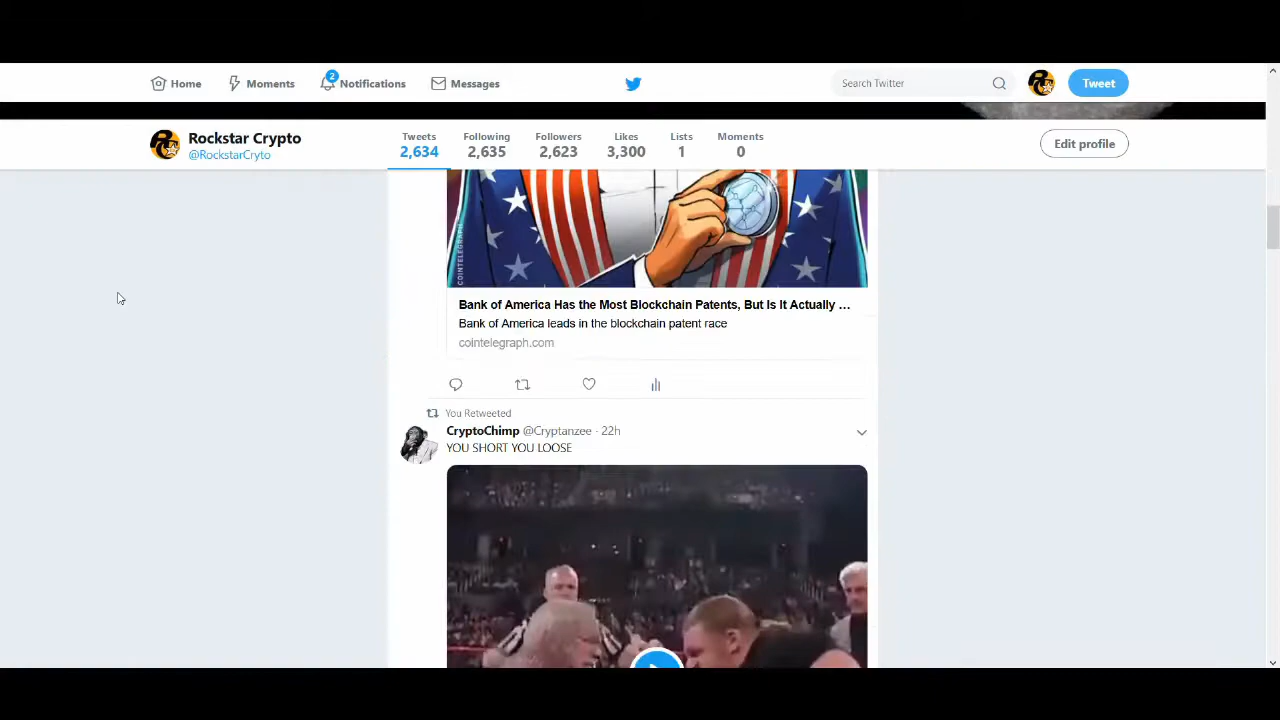 Home
Moments
2
Notifications
Messages
Search Twitter
Tweet
Rockstar Crypto
@RockstarCryto
Tweets
2,634
Following
2,635
Followers
2,623
Likes
3,300
Lists
1
Moments
0
Edit profile
COINTELEGRAPH
Bank of America Has the Most Blockchain Patents, But Is It Actually ...
Bank of America leads in the blockchain patent race
cointelegraph.com
You Retweeted
CryptoChimp @Cryptanzee · 22h
YOU SHORT YOU LOOSE